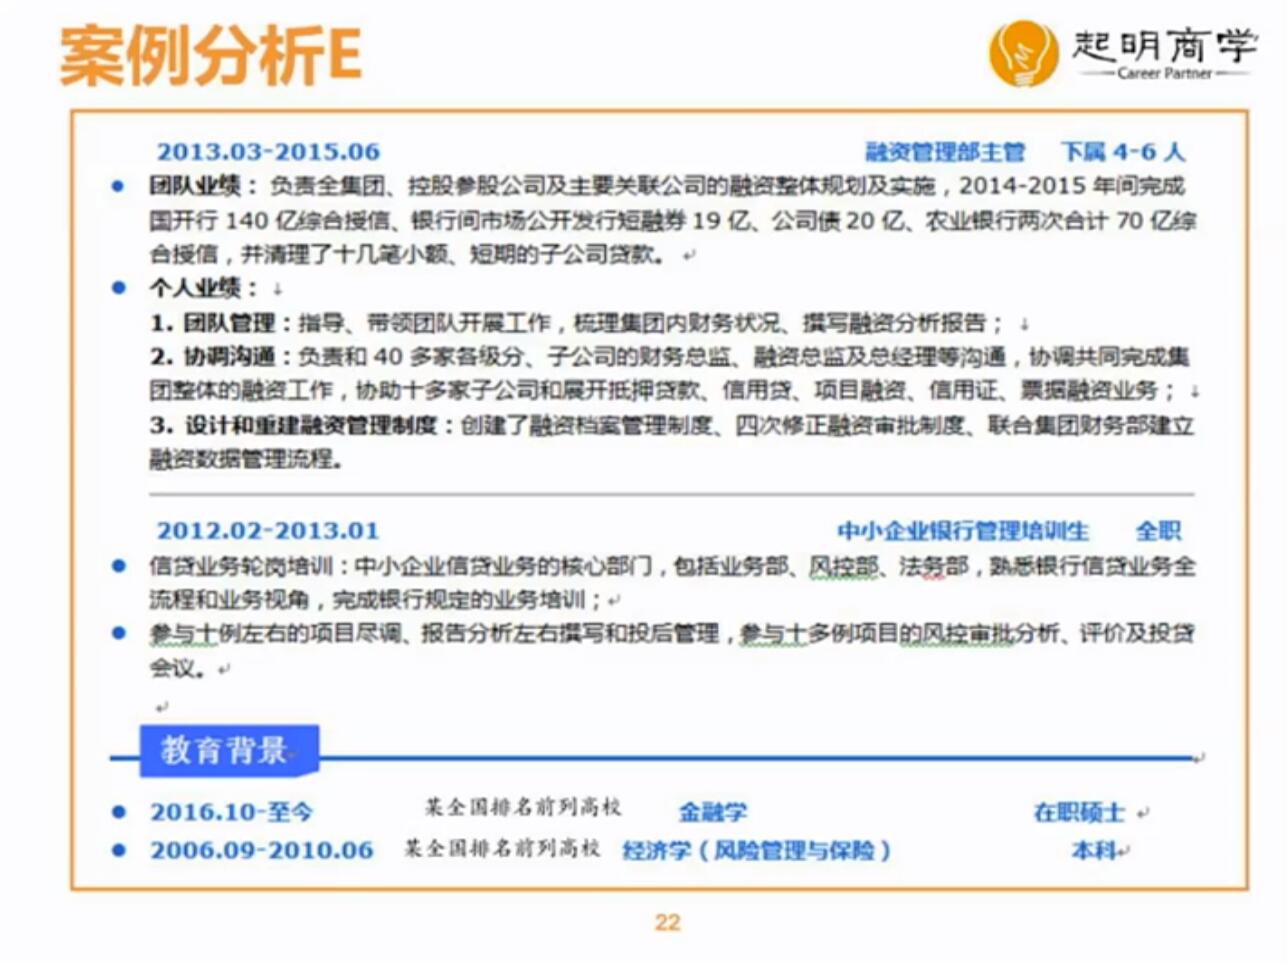 案例分析E
起明商学
Career Partner
2013.03-2015.06 融资管理部主管 下属 4-6 人
团队业绩：负责全集团、控股参股公司及主要关联公司的融资整体规划及实施，2014-2015 年间完成
国开行 140 亿综合授信、银行间市场公开发行短融券 19 亿、公司债 20 亿、农业银行两次合计 70 亿综
合授信，并清理了十几笔小额、短期的子公司贷款。
个人业绩：
1. 团队管理：指导、带领团队开展工作，梳理集团内财务状况、撰写融资分析报告；
2. 协调沟通：负责和 40 多家各级分、子公司的财务总监、融资总监及总经理等沟通，协调共同完成集
团整体的融资工作，协助十多家子公司和展开抵押贷款、信用贷、项目融资、信用证、票据融资业务；
3. 设计和重建融资管理制度：创建了融资档案管理制度、四次修正融资审批制度、联合集团财务部建立
融资数据管理流程。
2012.02-2013.01 中小企业银行管理培训生 全职
信贷业务轮岗培训：中小企业信贷业务的核心部门，包括业务部、风控部、法务部，熟悉银行信贷业务全
流程和业务视角，完成银行规定的业务培训；
参与十例左右的项目尽调、报告分析左右撰写和投后管理，参与十多例项目的风控审批分析、评价及投贷
会议。
教育背景
2016.10-至今 某全国排名前列高校 金融学 在职硕士
2006.09-2010.06 某全国排名前列高校 经济学（风险管理与保险） 本科
22